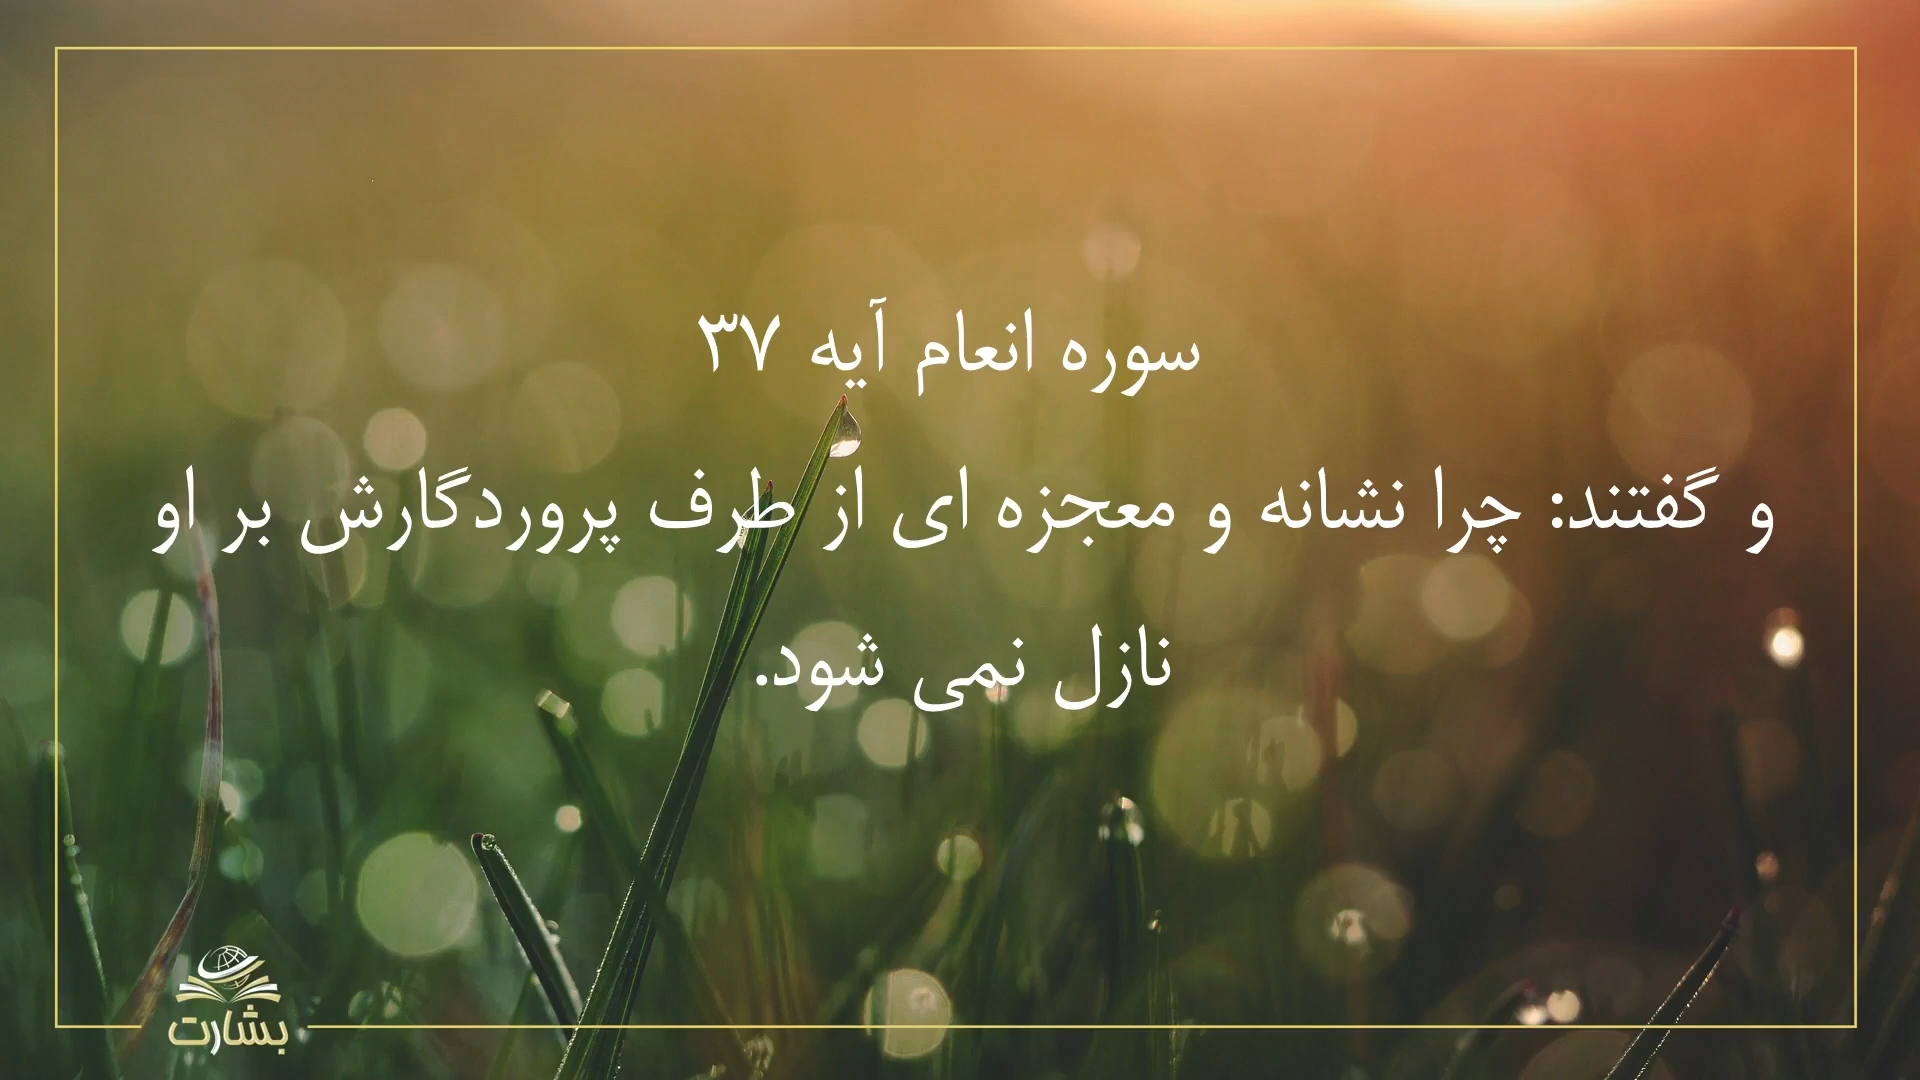 سوره انعام آیه ۳۷
و گفتند: چرا نشانه و معجزه ای از طرف پروردگارش بر او
نازل نمی شود.
بشارت